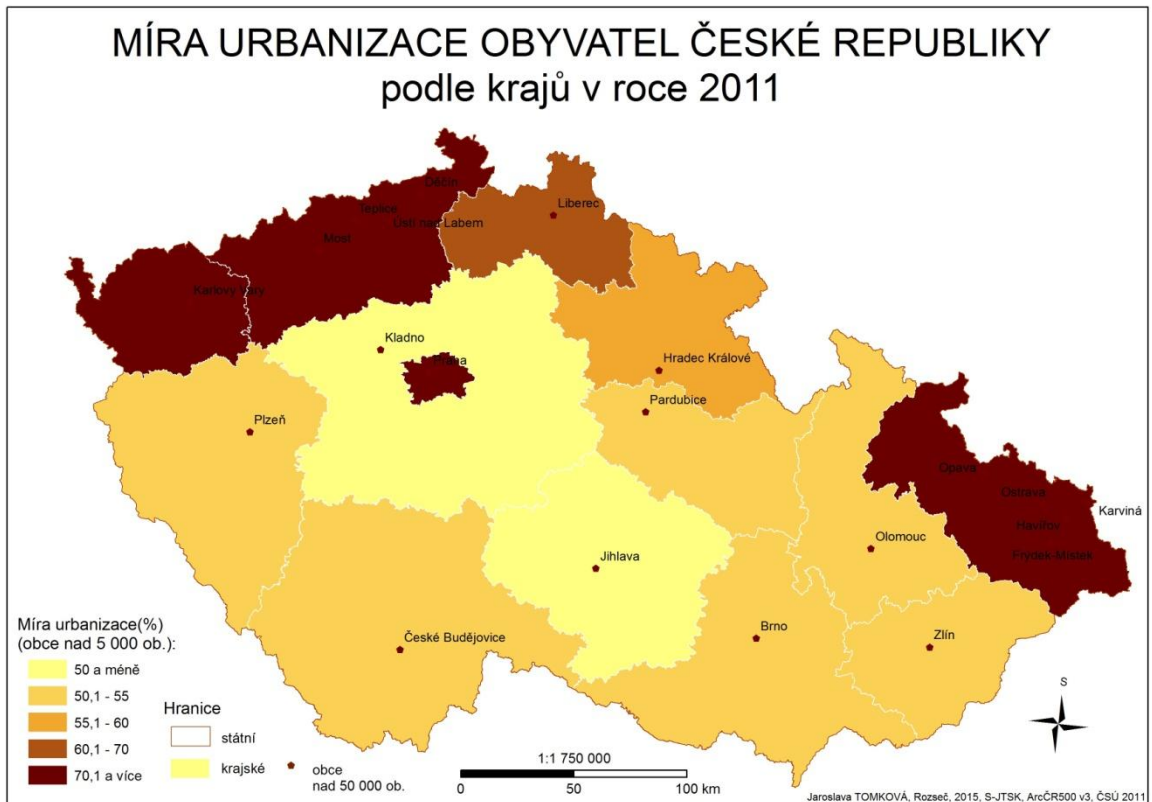 MÍRA URBANIZACE OBYVATEL ČESKÉ REPUBLIKY
podle krajů v roce 2011
Děčín
Teplice
Ústí nad Labem
Most
Liberec
Karlovy Vary
Kladno
Praha
Hradec Králové
Pardubice
Plzeň
Opava
Ostrava
Karviná
Havířov
Frýdek-Místek
Olomouc
Jihlava
České Budějovice
Brno
Zlín
Míra urbanizace(%)
(obce nad 5 000 ob.):
50 a méně
50,1 - 55
55,1 - 60
60,1 - 70
70,1 a více
Hranice
státní
krajské
obce
nad 50 000 ob.
1:1 750 000
0 50 100 km
S
Jaroslava TOMKOVÁ, Rozseč, 2015, S-JTSK, ArcČR500 v3, ČSÚ 2011